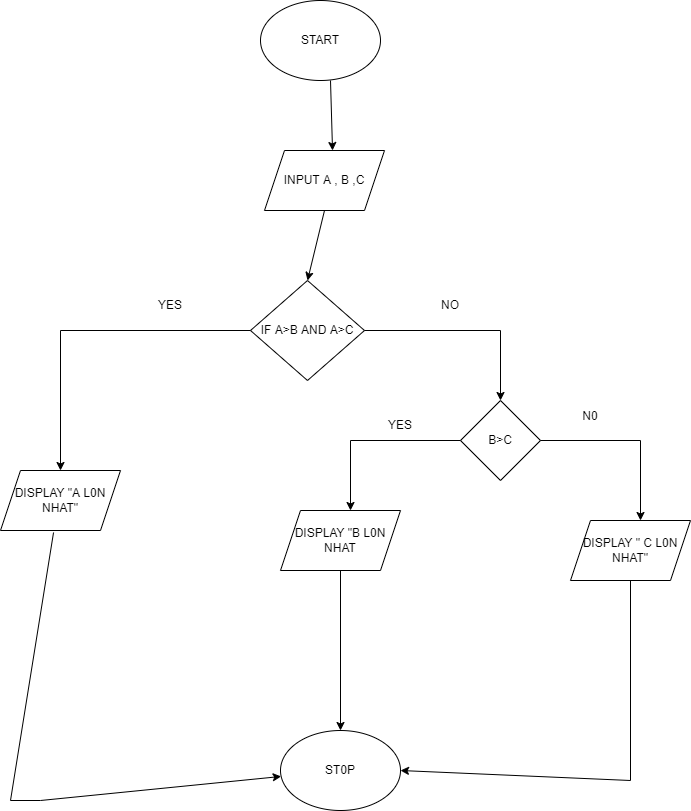 START
INPUT A , B ,C
YES
NO
IF A>B AND A>C
YES
N0
B>C
DISPLAY "A L0N
NHAT"
DISPLAY "B L0N
NHAT
DISPLAY " C L0N
NHAT"
ST0P